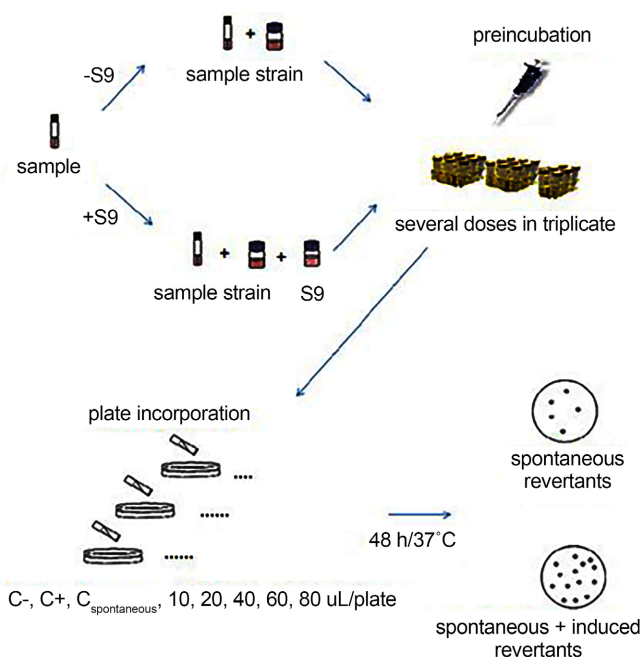 preincubation
+
-S9
sample strain
sample
+S9
several doses in triplicate
+ +
sample strain S9
plate incorporation
spontaneous
revertants
48 h/37˚C
C-, C+, Cspontaneous, 10, 20, 40, 60, 80 uL/plate
spontaneous + induced
revertants